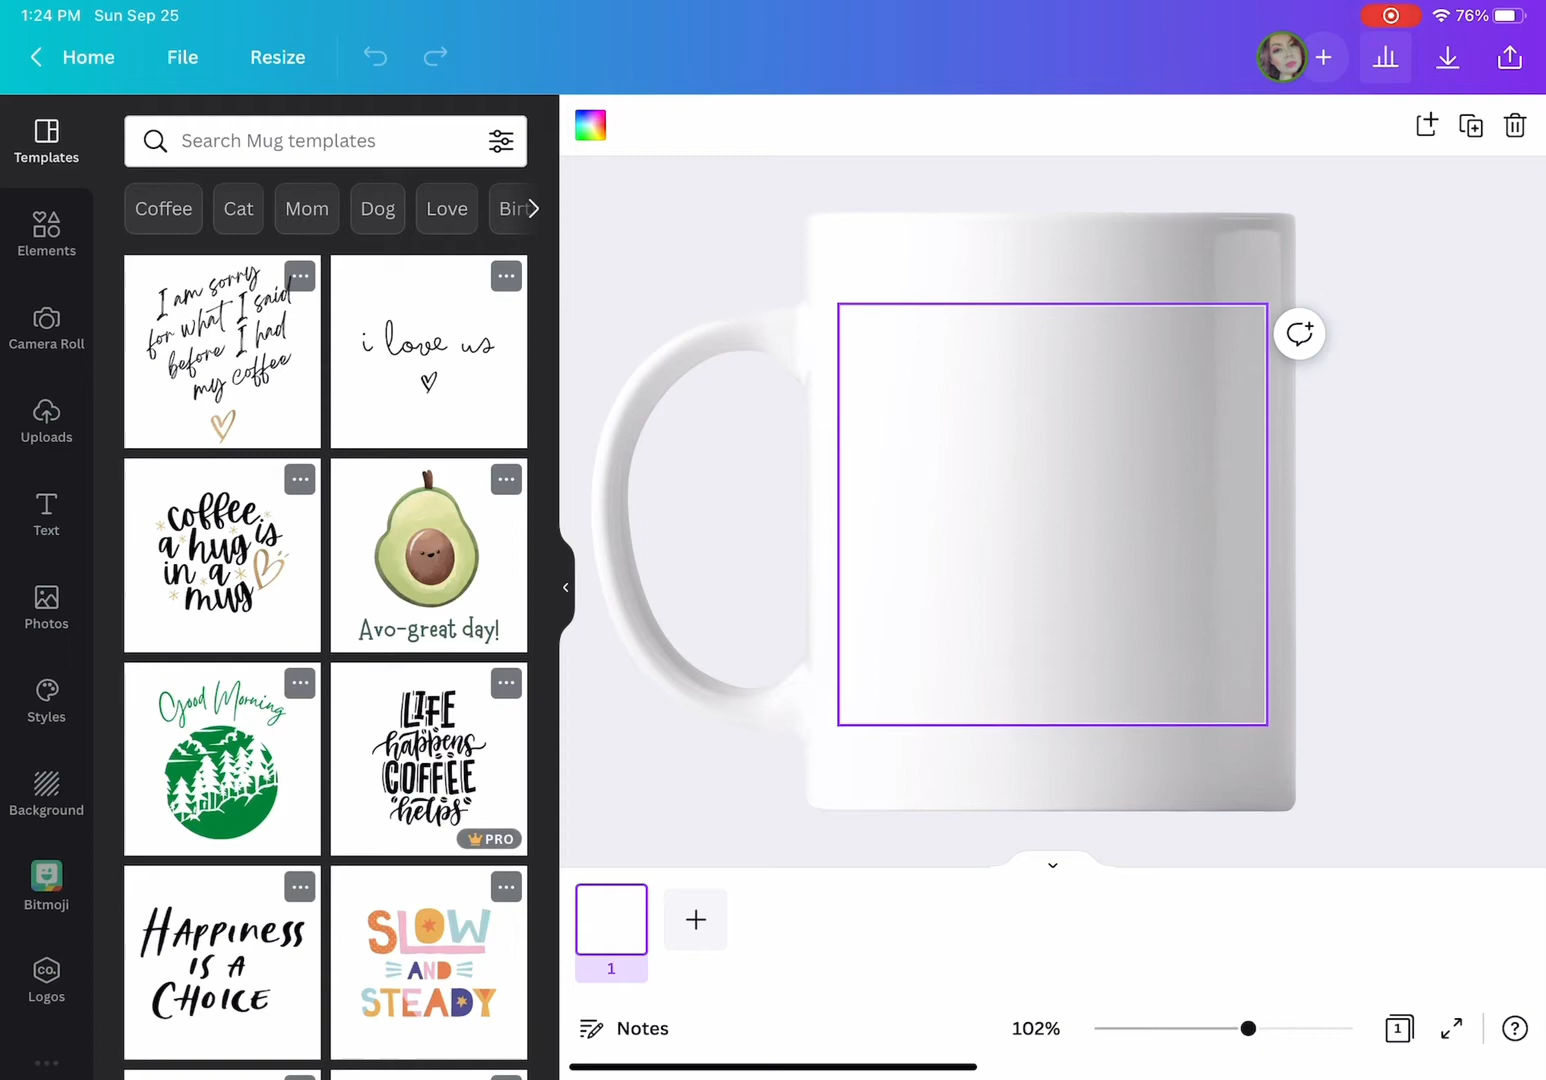 1:24 PM Sun Sep 25
76%
Home
File
Resize
Templates
Elements
Camera Roll
Uploads
Text
Photos
Styles
Background
Bitmoji
co.
Logos
Search Mug templates
Coffee
Cat
Mom
Dog
Love
Birt
I am sorry
for what I said
before I had
my coffee
i love us
coffee is
a hug
in a
mug
Avo-great day!
Good Morning
LIFE
happens
COFFEE
helps
PRO
HAPPINESS
IS A
CHOICE
SLOW
AND
STEADY
1
Notes
102%
1
?